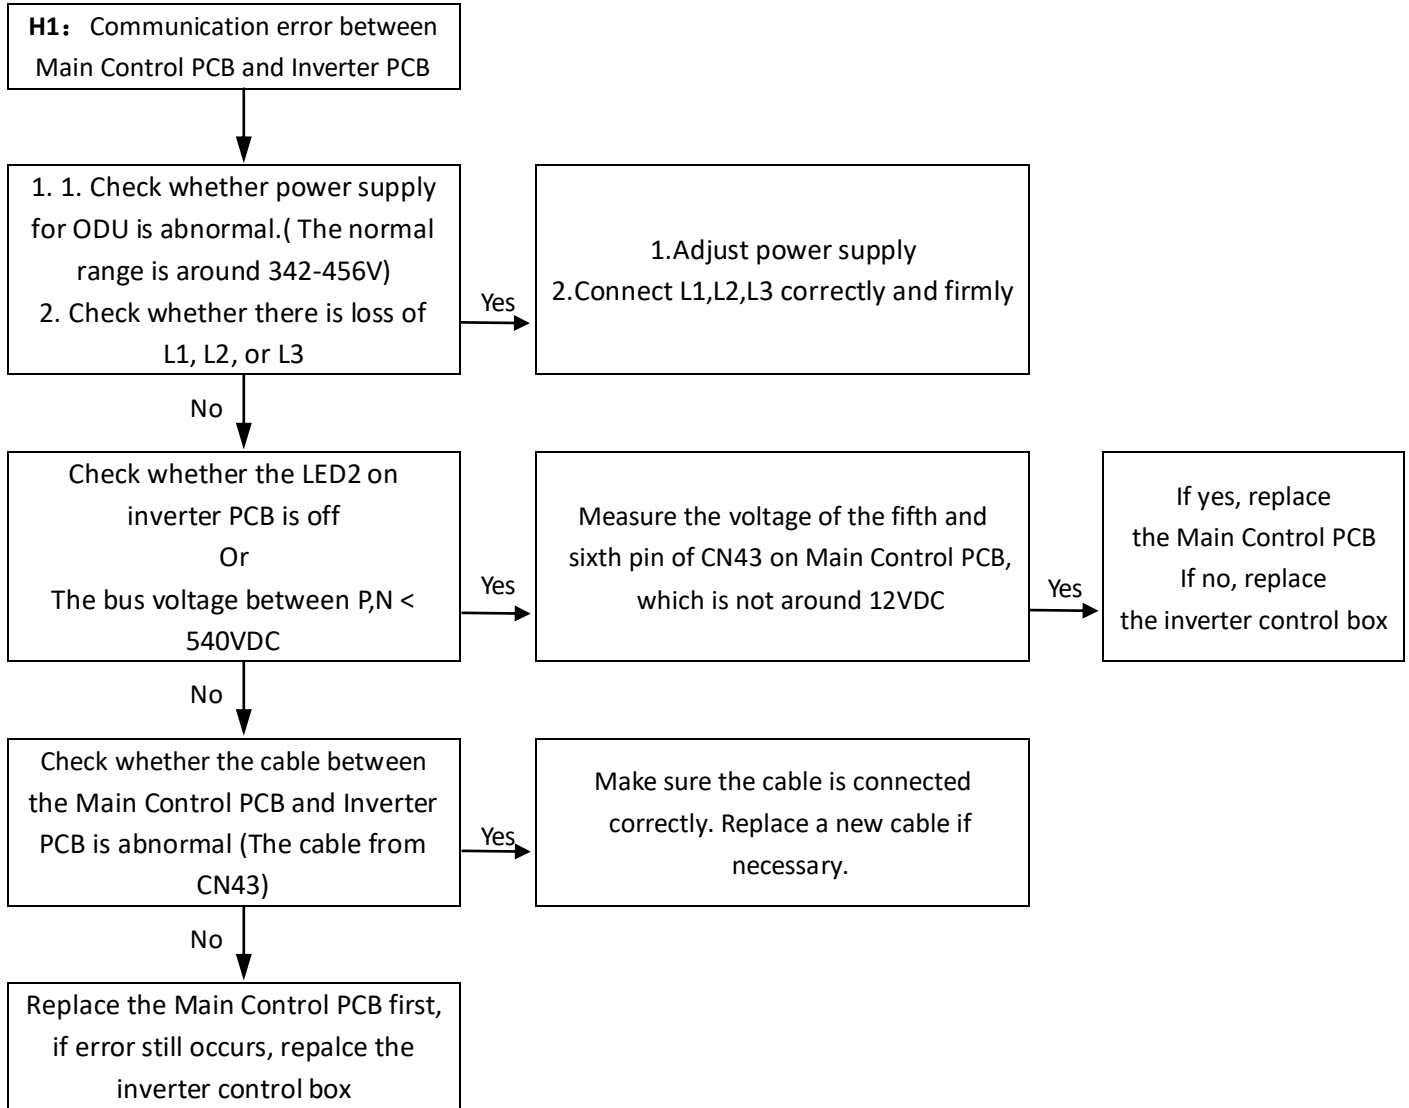 H1： Communication error between
Main Control PCB and Inverter PCB
1. 1. Check whether power supply
for ODU is abnormal.( The normal
range is around 342-456V)
2. Check whether there is loss of
L1, L2, or L3
Yes
1.Adjust power supply
2.Connect L1,L2,L3 correctly and firmly
No
Check whether the LED2 on
inverter PCB is off
Or
The bus voltage between P,N <
540VDC
Yes
Measure the voltage of the fifth and
sixth pin of CN43 on Main Control PCB,
which is not around 12VDC
Yes
If yes, replace
the Main Control PCB
If no, replace
the inverter control box
No
Check whether the cable between
the Main Control PCB and Inverter
PCB is abnormal (The cable from
CN43)
Yes
Make sure the cable is connected
correctly. Replace a new cable if
necessary.
No
Replace the Main Control PCB first,
if error still occurs, repalce the
inverter control box